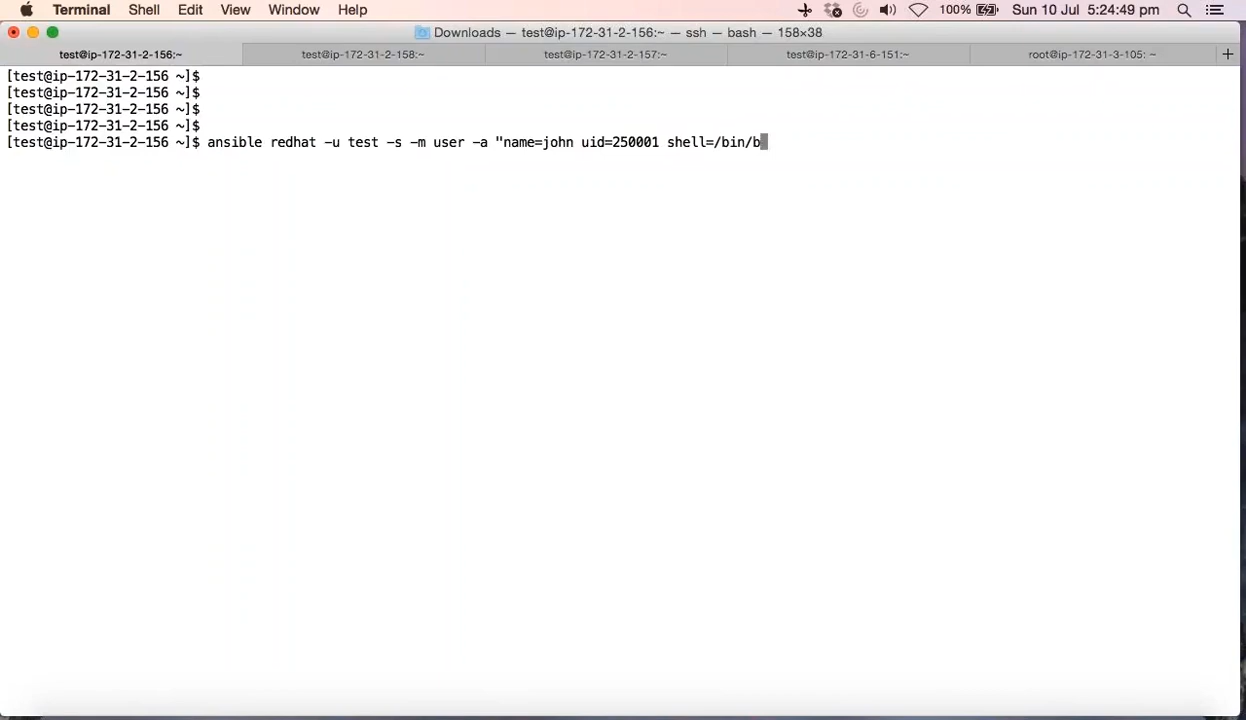 Terminal Shell Edit View Window Help 100% Sun 10 Jul 5:24:49 pm
Downloads — test@ip-172-31-2-156:~ — ssh — bash — 158×38
test@ip-172-31-2-156:~ test@ip-172-31-2-158:~ test@ip-172-31-2-157:~ test@ip-172-31-6-151:~ root@ip-172-31-3-105: ~ +
[test@ip-172-31-2-156 ~]$
[test@ip-172-31-2-156 ~]$
[test@ip-172-31-2-156 ~]$
[test@ip-172-31-2-156 ~]$
[test@ip-172-31-2-156 ~]$ ansible redhat -u test -s -m user -a "name=john uid=250001 shell=/bin/b